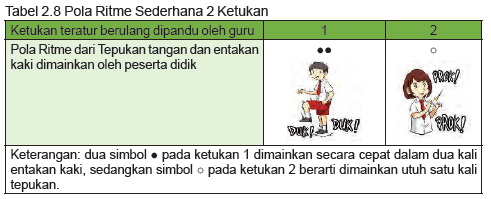 Tabel 2.8 Pola Ritme Sederhana 2 Ketukan
Ketukan teratur berulang dipandu oleh guru 1 2
Pola Ritme dari Tepukan tangan dan entakan ●● ○
kaki dimainkan oleh peserta didik
PROK!
DUK! DUK! PROK!
Keterangan: dua simbol ● pada ketukan 1 dimainkan secara cepat dalam dua kali
entakan kaki, sedangkan simbol ○ pada ketukan 2 berarti dimainkan utuh satu kali
tepukan.